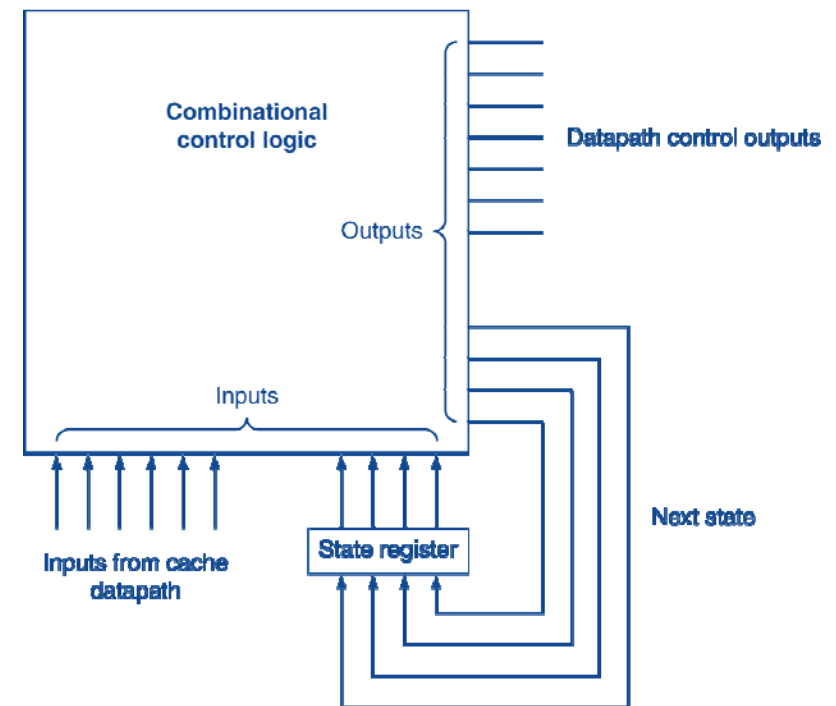 Combinational
control logic
Datapath control outputs
Outputs
Inputs
Next state
State register
Inputs from cache
datapath